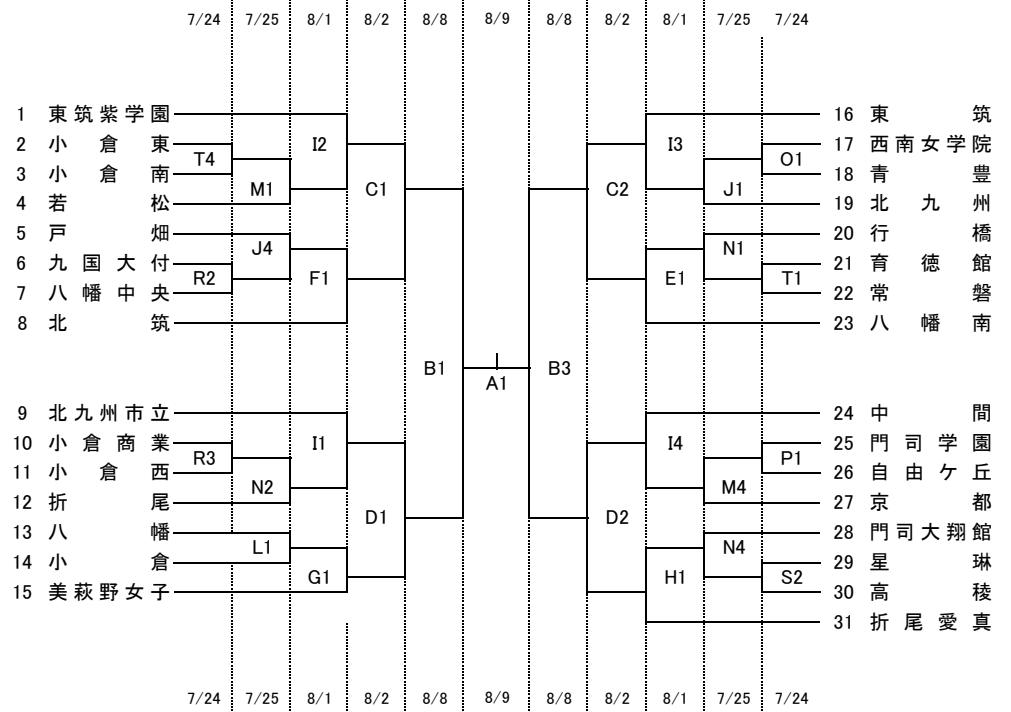 7/24 7/25 8/1 8/2 8/8 8/9 8/8 8/2 8/1 7/25 7/24
1 東筑紫学園 16 東筑
2 小倉東 I2 I3 17 西南女学院
T4 O1
3 小倉南 18 青豊
M1 C1 C2 J1
4 若松 19 北九州
5 戸畑 20 行橋
J4 N1
6 九国大付 21 育徳館
R2 F1 E1 T1
7 八幡中央 22 常磐
8 北筑 23 八幡南
B1 B3
A1
9 北九州市立 24 中間
10 小倉商業 I1 I4 25 門司学園
R3 P1
11 小倉西 26 自由ケ丘
N2 M4
12 折尾 27 京都
D1 D2
13 八幡 28 門司大翔館
L1 N4
14 小倉 29 星琳
G1 H1 S2
15 美萩野女子 30 高稜
31 折尾愛真
7/24 7/25 8/1 8/2 8/8 8/9 8/8 8/2 8/1 7/25 7/24